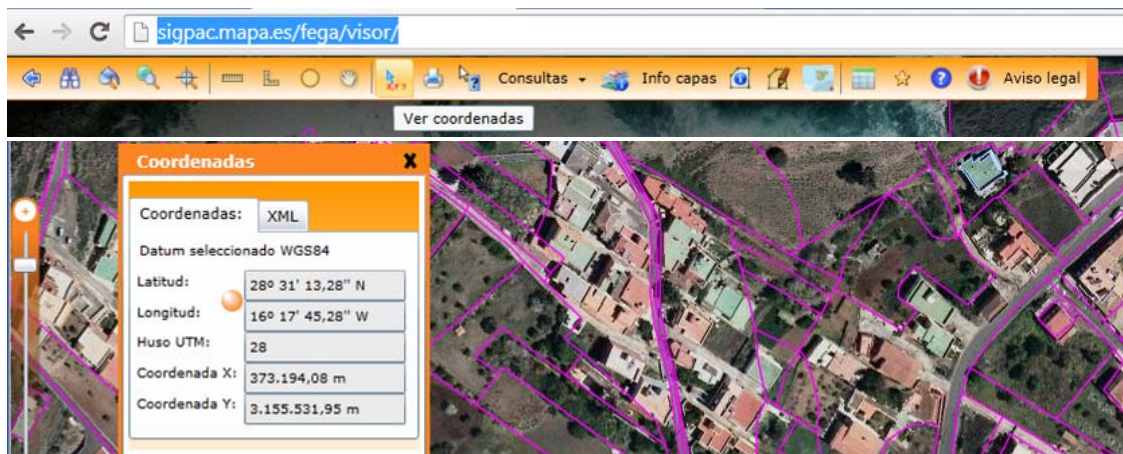 sigpac.mapa.es/fega/visor/
Consultas Info capas Aviso legal
Ver coordenadas
Coordenadas X
Coordenadas: XML
Datum seleccionado WGS84
Latitud: 28º 31' 13,28" N
Longitud: 16º 17' 45,28" W
Huso UTM: 28
Coordenada X: 373.194,08 m
Coordenada Y: 3.155.531,95 m